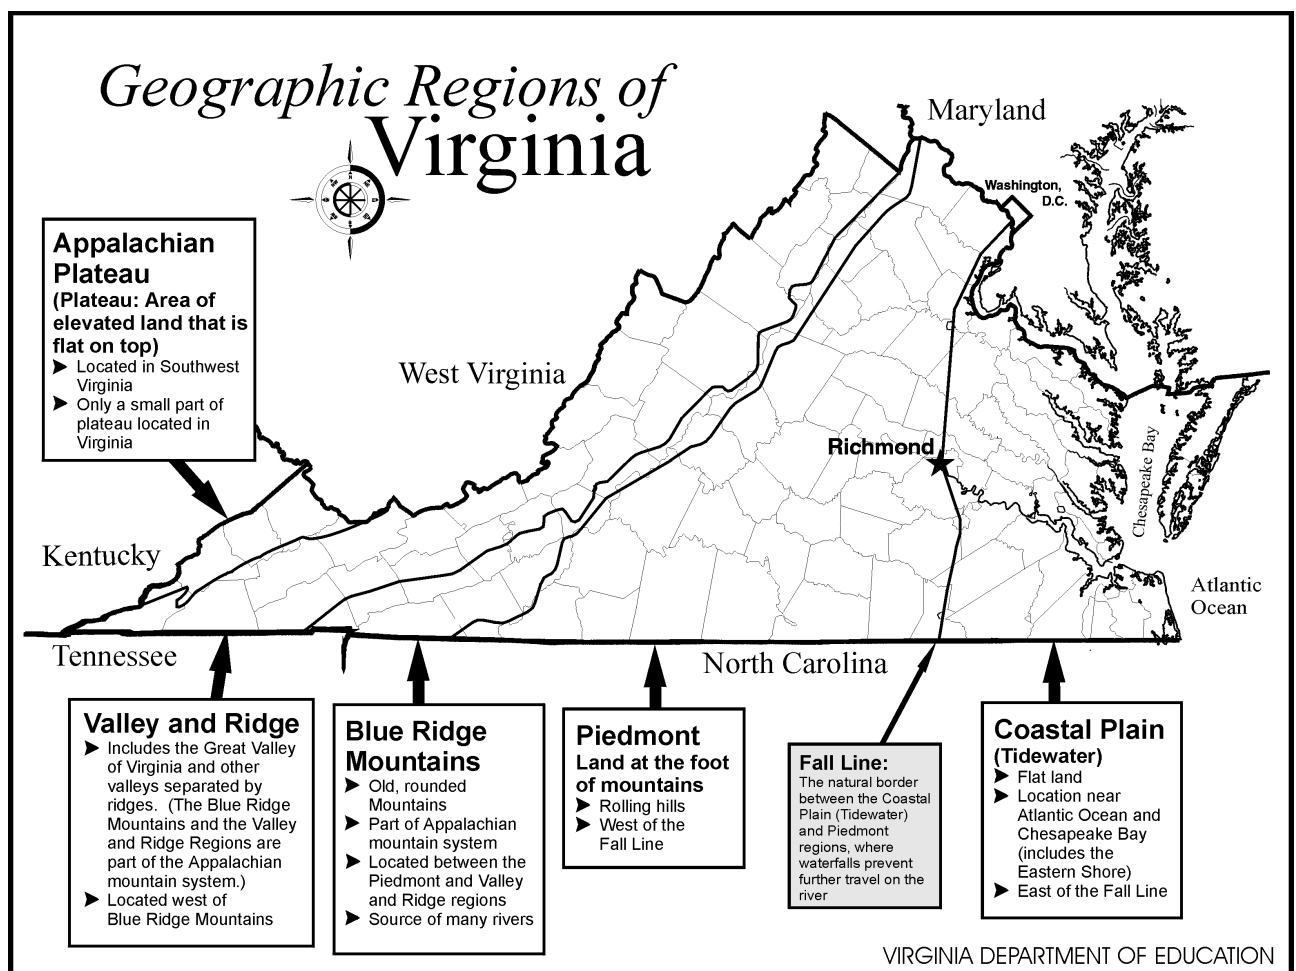 Geographic Regions of
Virginia
Maryland
Washington,
D.C.
Appalachian
Plateau
(Plateau: Area of
elevated land that is
flat on top)
➤ Located in Southwest
Virginia
➤ Only a small part of
plateau located in
Virginia
West Virginia
Richmond
Chesapeake Bay
Kentucky
Atlantic
Ocean
Tennessee
North Carolina
Valley and Ridge
➤ Includes the Great Valley
of Virginia and other
valleys separated by
ridges. (The Blue Ridge
Mountains and the Valley
and Ridge Regions are
part of the Appalachian
mountain system.)
➤ Located west of
Blue Ridge Mountains
Blue Ridge
Mountains
➤ Old, rounded
Mountains
➤ Part of Appalachian
mountain system
➤ Located between the
Piedmont and Valley
and Ridge regions
➤ Source of many rivers
Piedmont
Land at the foot
of mountains
➤ Rolling hills
➤ West of the
Fall Line
Fall Line:
The natural border
between the Coastal
Plain (Tidewater)
and Piedmont
regions, where
waterfalls prevent
further travel on the
river
Coastal Plain
(Tidewater)
➤ Flat land
➤ Location near
Atlantic Ocean and
Chesapeake Bay
(includes the
Eastern Shore)
➤ East of the Fall Line
VIRGINIA DEPARTMENT OF EDUCATION